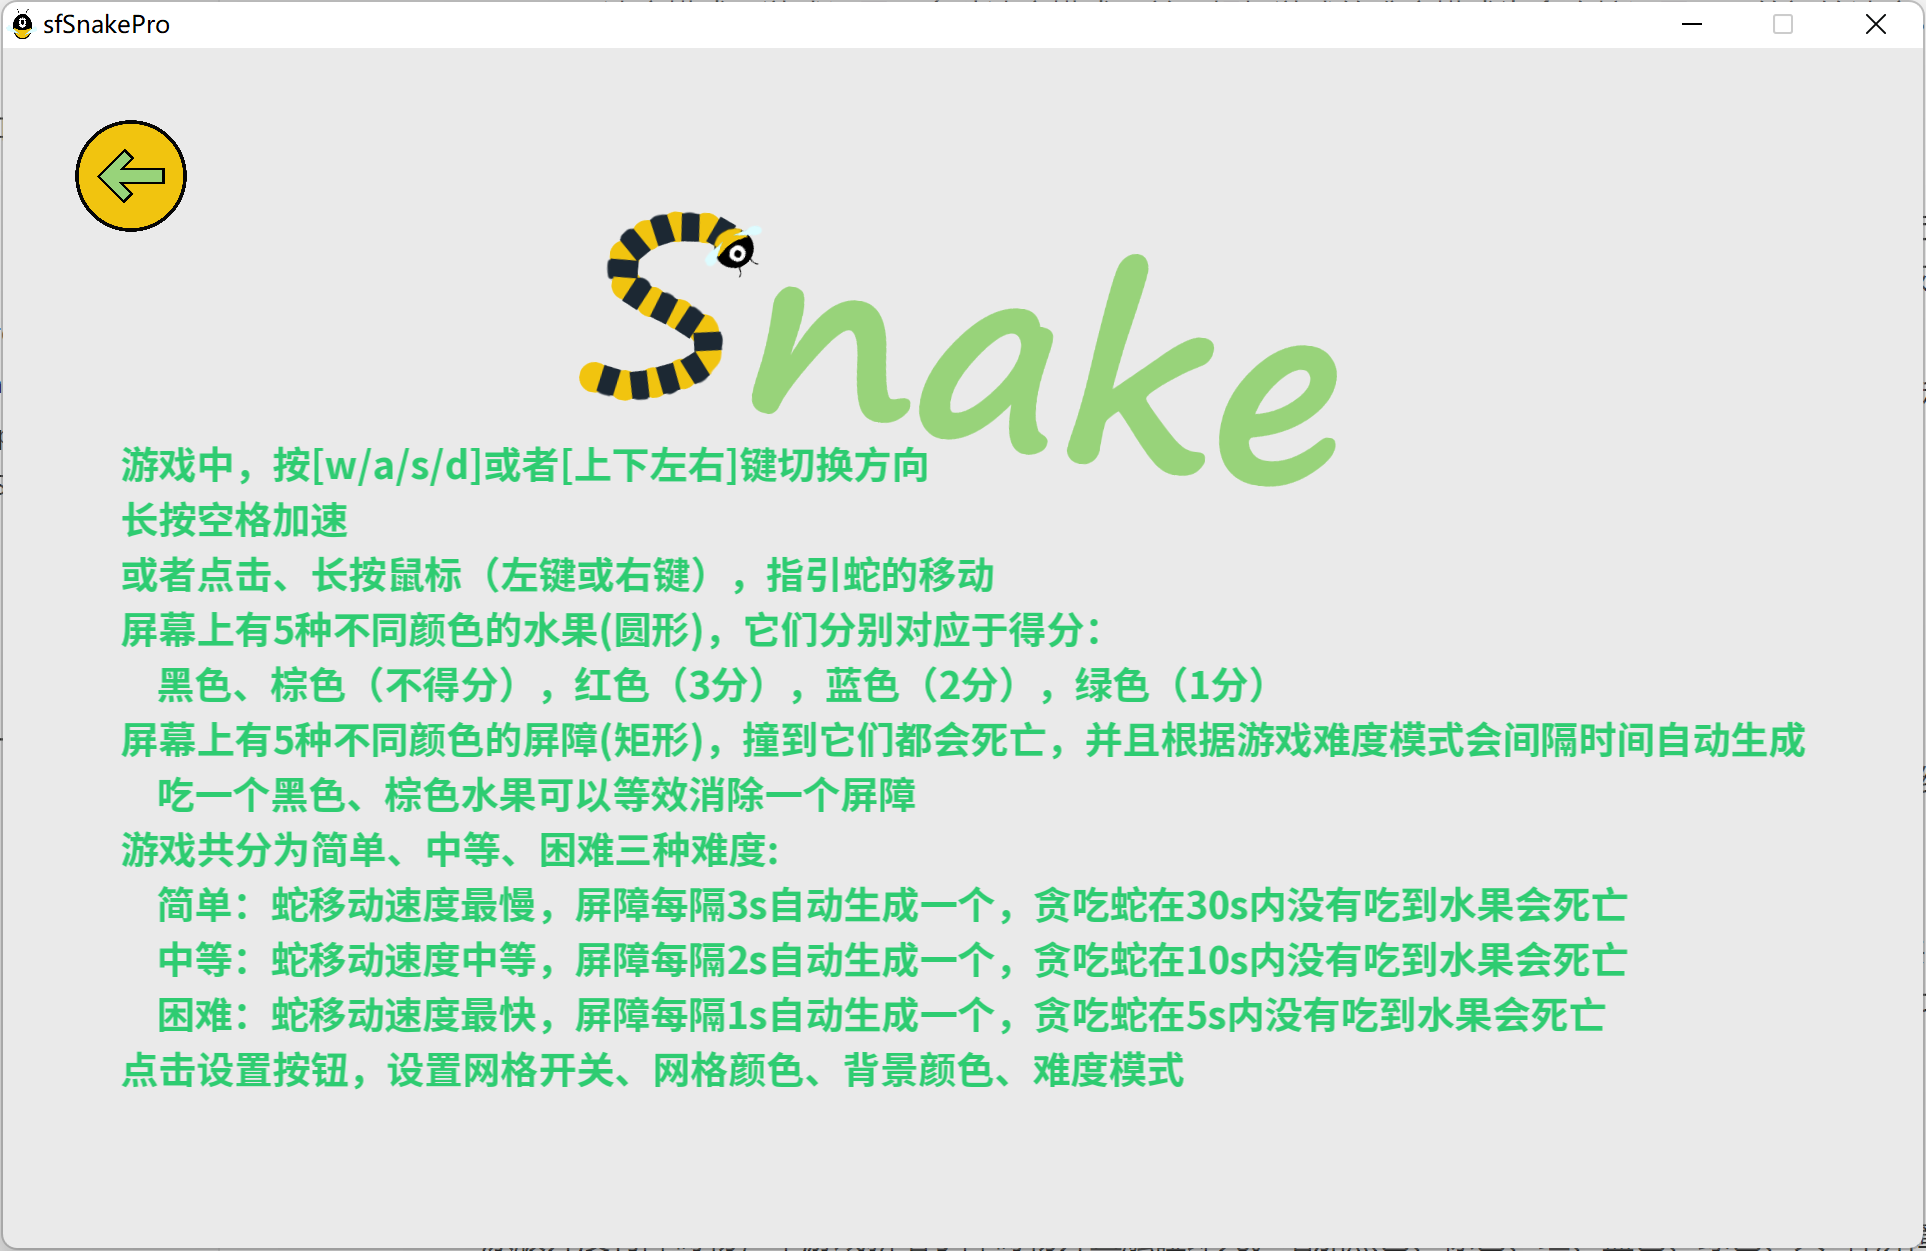 sfSnakePro
Snake
游戏中，按[w/a/s/d]或者[上下左右]键切换方向
长按空格加速
或者点击、长按鼠标（左键或右键），指引蛇的移动
屏幕上有5种不同颜色的水果(圆形)，它们分别对应于得分：
黑色、棕色（不得分），红色（3分），蓝色（2分），绿色（1分）
屏幕上有5种不同颜色的屏障(矩形)，撞到它们都会死亡，并且根据游戏难度模式会间隔时间自动生成
吃一个黑色、棕色水果可以等效消除一个屏障
游戏共分为简单、中等、困难三种难度:
简单：蛇移动速度最慢，屏障每隔3s自动生成一个，贪吃蛇在30s内没有吃到水果会死亡
中等：蛇移动速度中等，屏障每隔2s自动生成一个，贪吃蛇在10s内没有吃到水果会死亡
困难：蛇移动速度最快，屏障每隔1s自动生成一个，贪吃蛇在5s内没有吃到水果会死亡
点击设置按钮，设置网格开关、网格颜色、背景颜色、难度模式